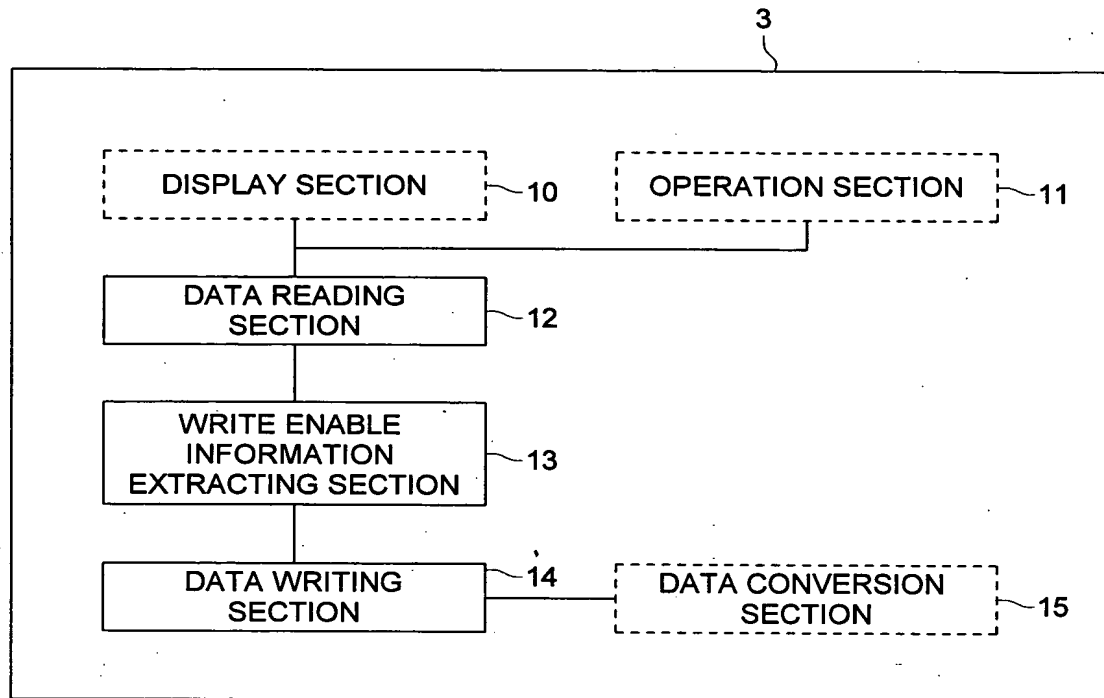 3
DISPLAY SECTION
10
OPERATION SECTION
11
DATA READING
SECTION
12
WRITE ENABLE
INFORMATION
EXTRACTING SECTION
13
DATA WRITING
SECTION
14
DATA CONVERSION
SECTION
15